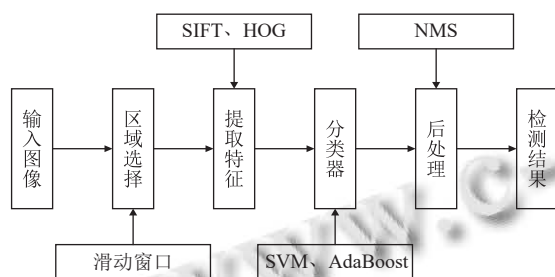 SIFT、HOG
NMS
输入图像
区域选择
提取特征
分类器
后处理
检测结果
滑动窗口
SVM、AdaBoost